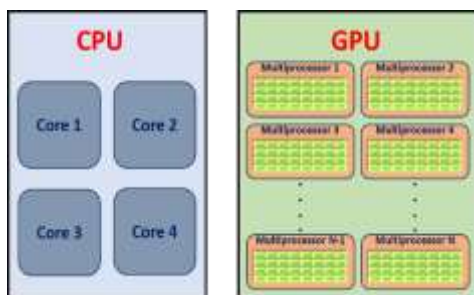 CPU
Core 1 Core 2
Core 3 Core 4
GPU
Multiprocessor 1 Multiprocessor 2
Multiprocessor 3 Multiprocessor 4
Multiprocessor N-1 Multiprocessor N